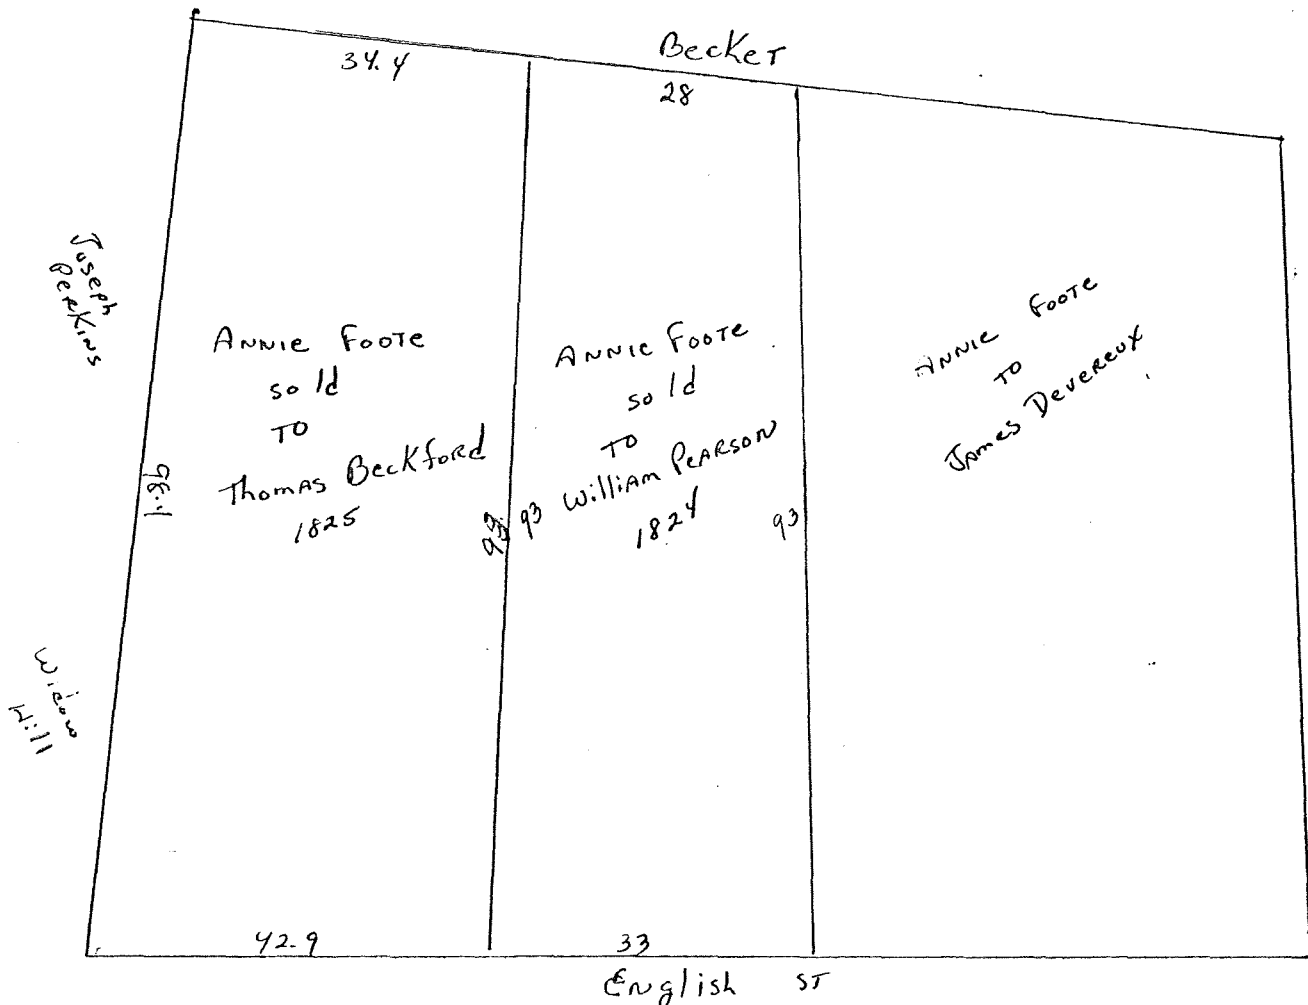 Becket
34.4
28
Joseph
Perkins
Annie Foote
sold
to
Thomas Beckford
1825
Annie Foote
sold
to
William Pearson
1824
Annie Foote
to
James Devereux
98.1
93
93
93
Widow
Hill
42.9
33
English ST